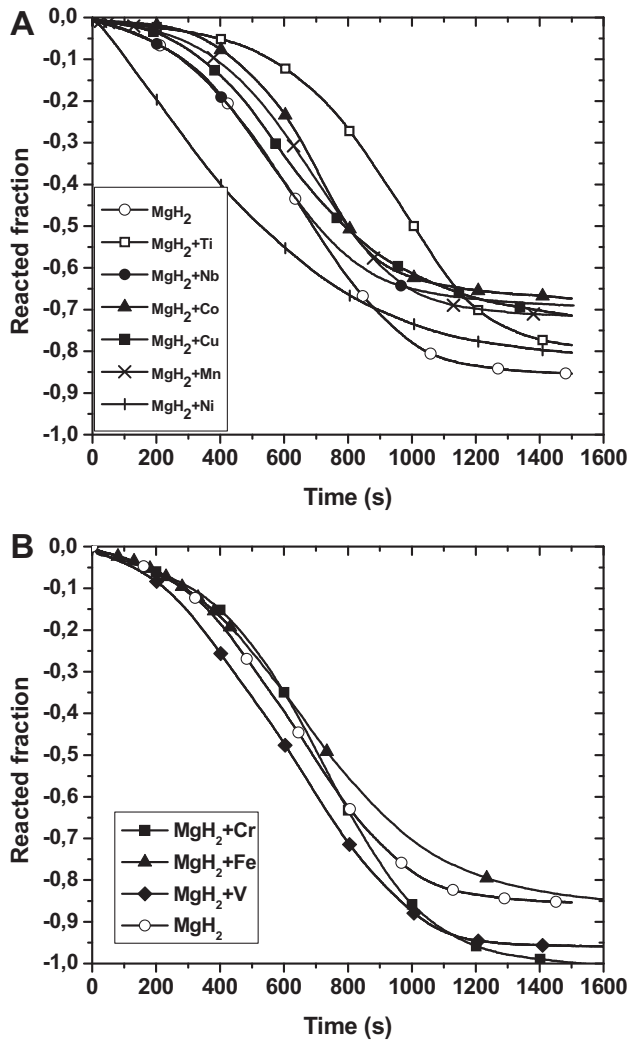 A
0,0
-0,1
-0,2
-0,3
-0,4
-0,5
-0,6
-0,7
-0,8
-0,9
-1,0
Reacted fraction
MgH2
MgH2+Ti
MgH2+Nb
MgH2+Co
MgH2+Cu
MgH2+Mn
MgH2+Ni
0 200 400 600 800 1000 1200 1400 1600
Time (s)
B
0,0
-0,1
-0,2
-0,3
-0,4
-0,5
-0,6
-0,7
-0,8
-0,9
-1,0
Reacted fraction
MgH2+Cr
MgH2+Fe
MgH2+V
MgH2
0 200 400 600 800 1000 1200 1400 1600
Time (s)